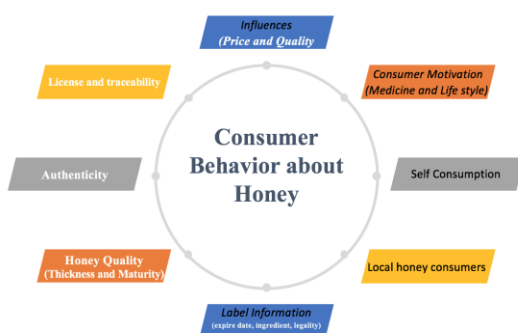 Influences
(Price and Quality
Consumer Motivation
(Medicine and Life style)
Self Consumption
Local honey consumers
Label Information
(expire date, ingredient, legality)
Honey Quality
(Thickness and Maturity)
Authenticity
License and traceability
Consumer
Behavior about
Honey